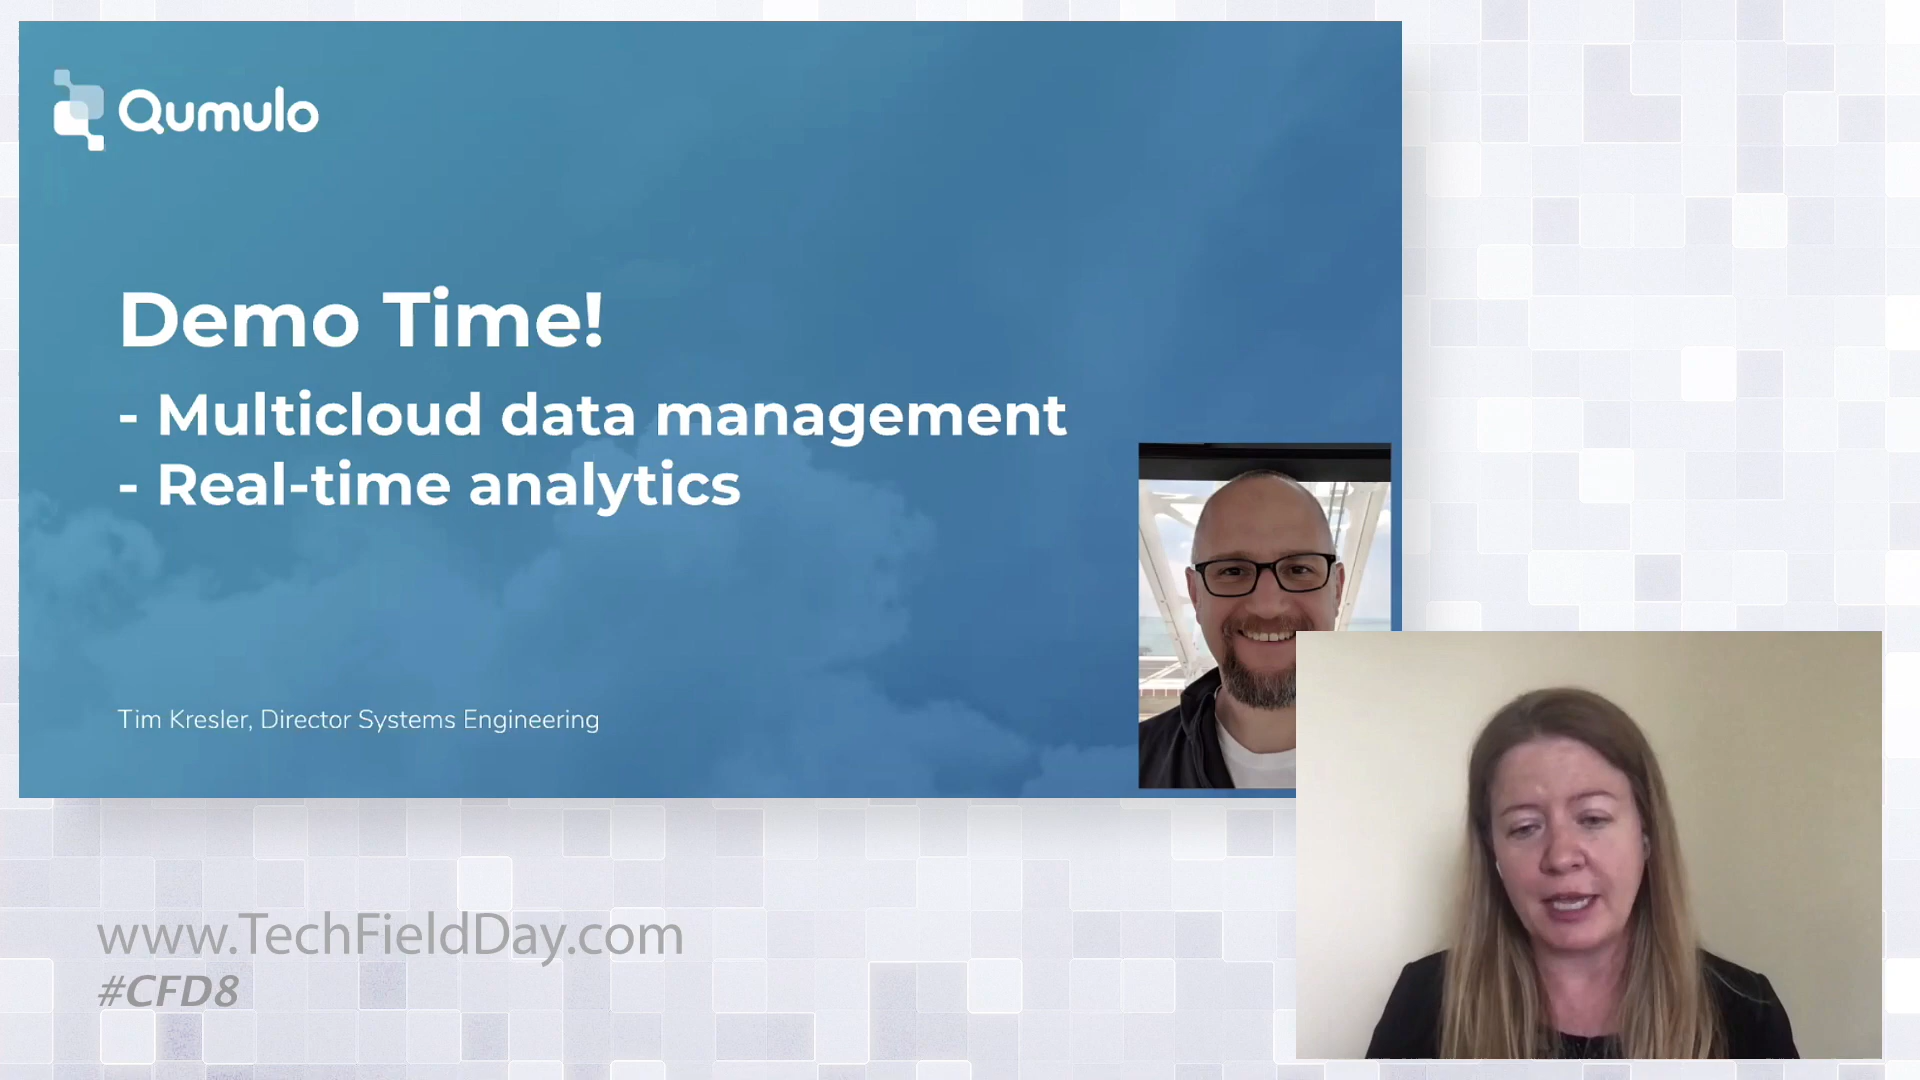 Qumulo
Demo Time!
- Multicloud data management
- Real-time analytics
Tim Kresler, Director Systems Engineering
www.TechFieldDay.com
#CFD8